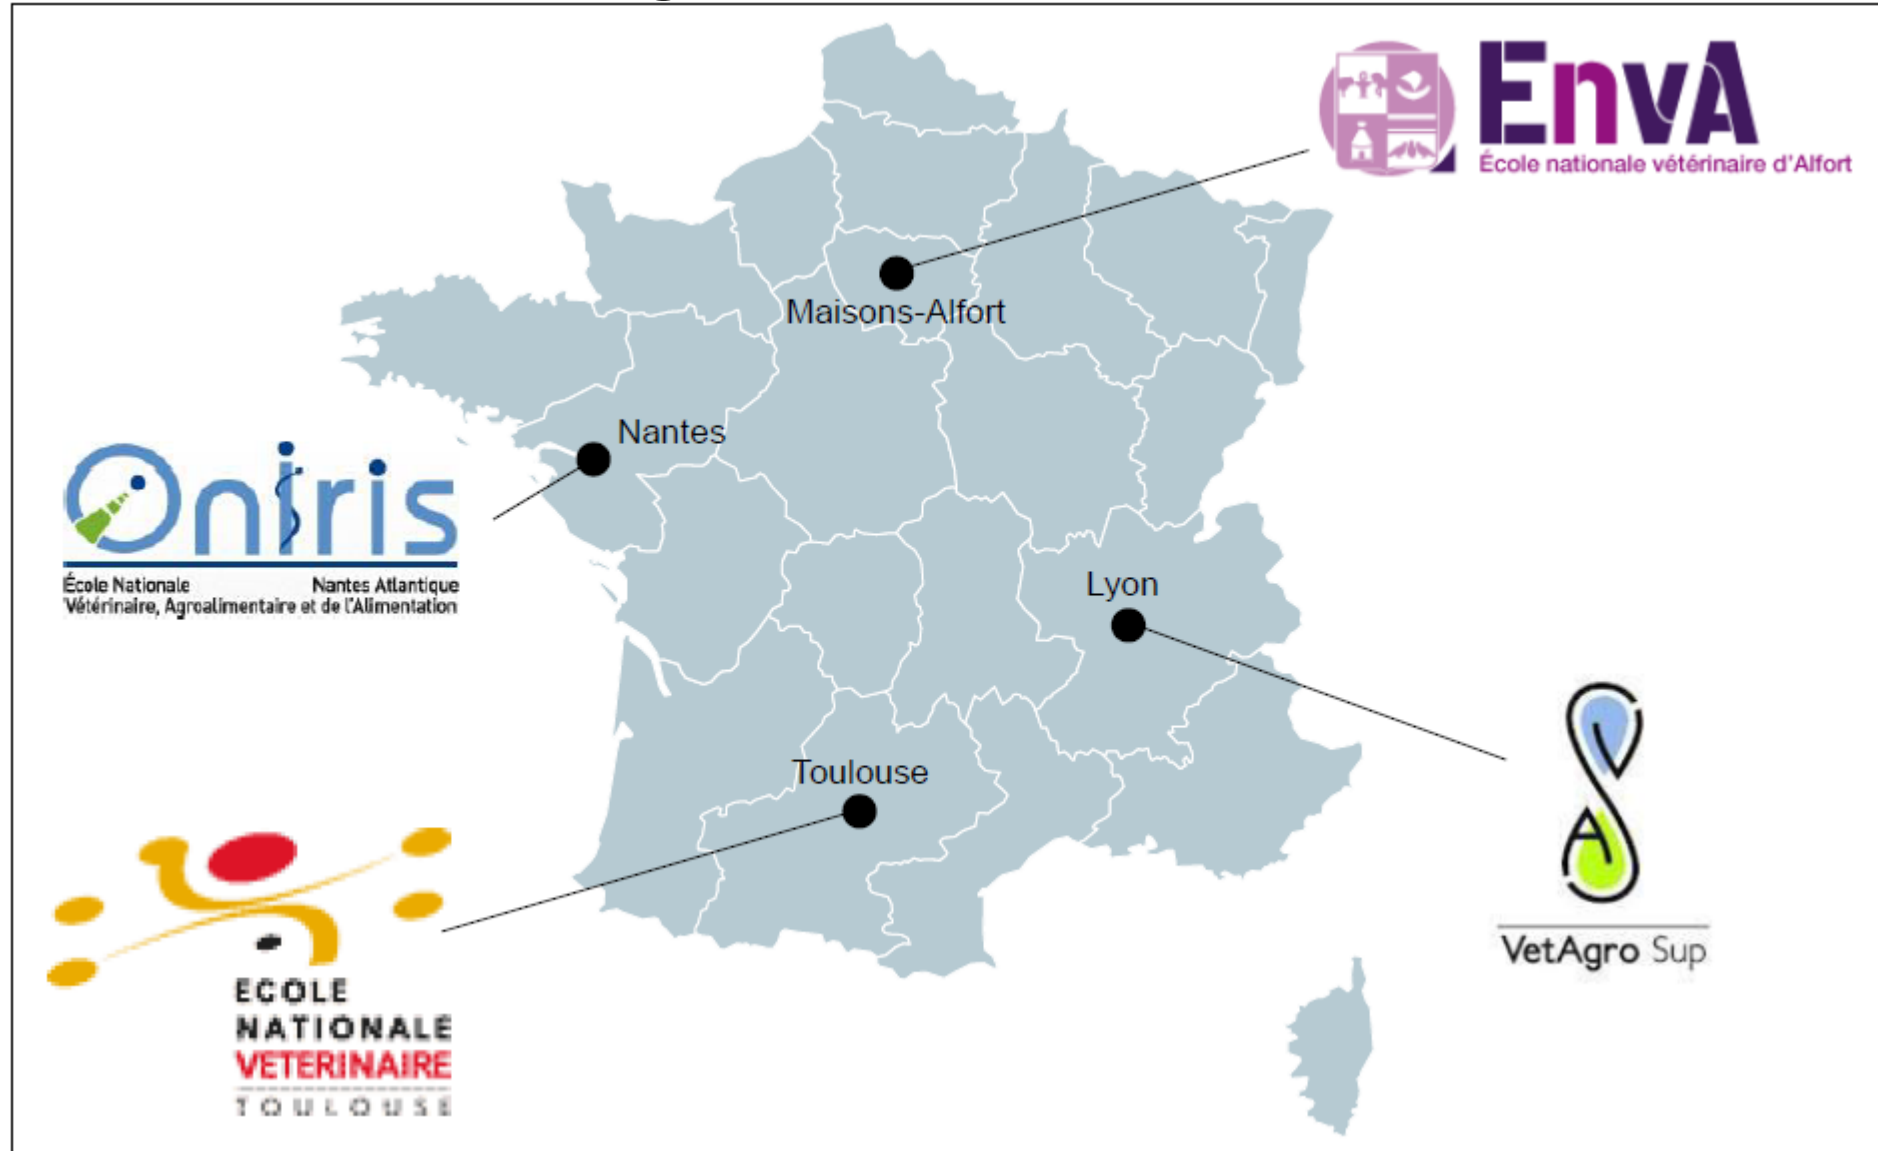 EnvA
École nationale vétérinaire d'Alfort
Maisons-Alfort
Nantes
Oniris
École Nationale Nantes Atlantique
Vétérinaire, Agroalimentaire et de l'Alimentation
Lyon
Toulouse
VA
VetAgro Sup
ECOLE
NATIONALE
VETERINAIRE
TOULOUSE